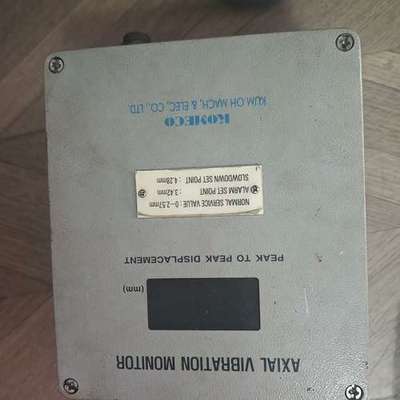 AXIAL VIBRATION MONITOR
(mm)
PEAK TO PEAK DISPLACEMENT
NORMAL SERVICE VALUE : 0~2.57mm
ALARM SET POINT : 3.42mm
SLOWDOWN SET POINT : 4.28mm
KOMECO
KUM OH MACH, & ELEC, CO., LTD.